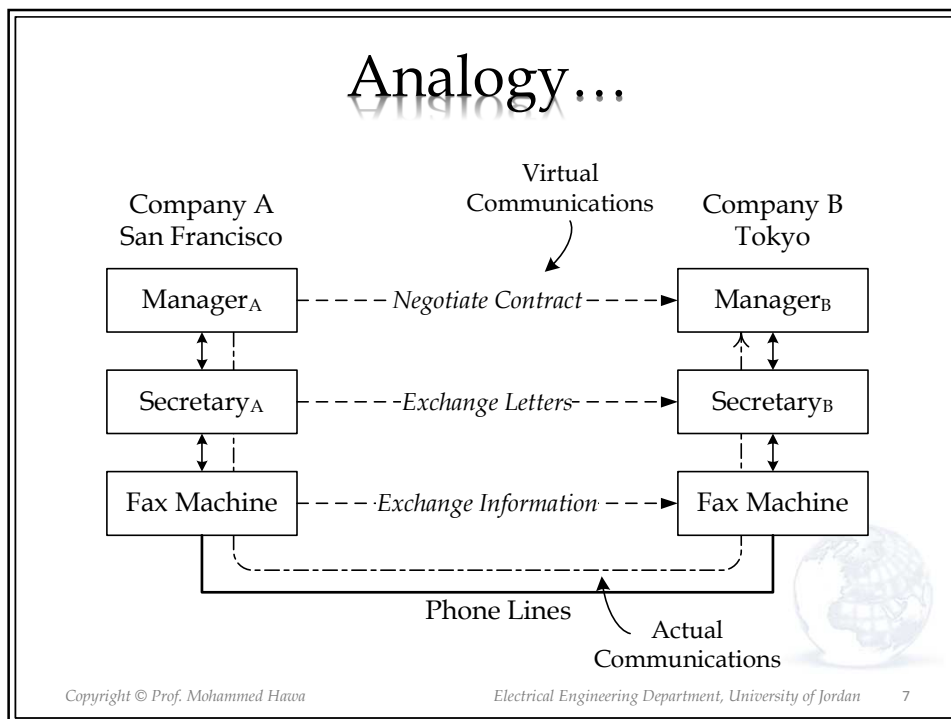 Analogy...
Virtual
Communications
Company A
San Francisco
Company B
Tokyo
ManagerA
Negotiate Contract
ManagerB
SecretaryA
Exchange Letters
SecretaryB
Fax Machine
Exchange Information
Fax Machine
Phone Lines
Actual
Communications
Copyright © Prof. Mohammed Hawa
Electrical Engineering Department, University of Jordan
7